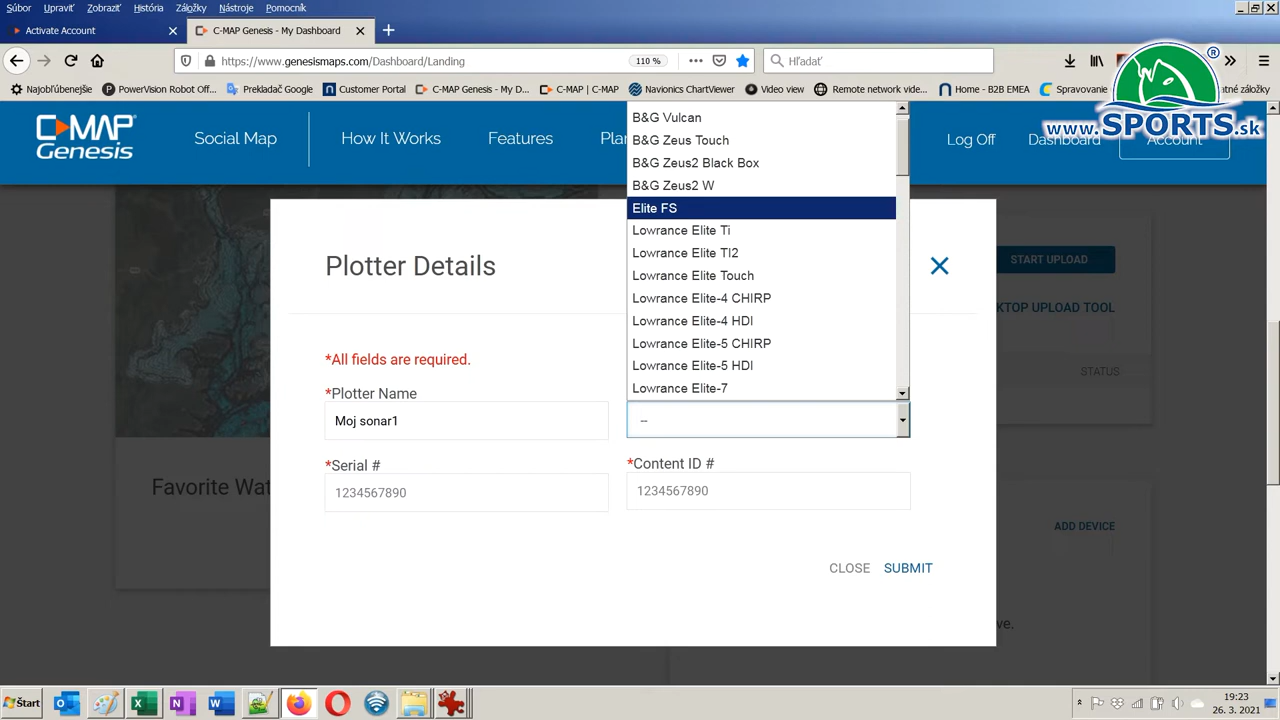 Súbor Upraviť Zobraziť História Záložky Nástroje Pomocník
Activate Account
C-MAP Genesis - My Dashboard
https://www.genesismaps.com/Dashboard/Landing
110 %
Hľadať
Najobľúbenejšie
PowerVision Robot Off...
Prekladač Google
Customer Portal
C-MAP Genesis - My D...
C-MAP | C-MAP
Navionics ChartViewer
Video view
Remote network video...
Home - B2B EMEA
Spravovanie
záložky
®
www.SPORTS.sk
C-MAP
Genesis
Social Map
How It Works
Features
Log Off
Dashboard
Account
B&G Vulcan
B&G Zeus Touch
B&G Zeus2 Black Box
B&G Zeus2 W
Elite FS
Lowrance Elite Ti
Lowrance Elite TI2
Lowrance Elite Touch
Lowrance Elite-4 CHIRP
Lowrance Elite-4 HDI
Lowrance Elite-5 CHIRP
Lowrance Elite-5 HDI
Lowrance Elite-7
Plotter Details
START UPLOAD
KTOP UPLOAD TOOL
STATUS
*All fields are required.
*Plotter Name
Moj sonar1
--
*Serial #
1234567890
*Content ID #
1234567890
Favorite Wat
ADD DEVICE
CLOSE
SUBMIT
ve.
Štart
19:23
26. 3. 2021